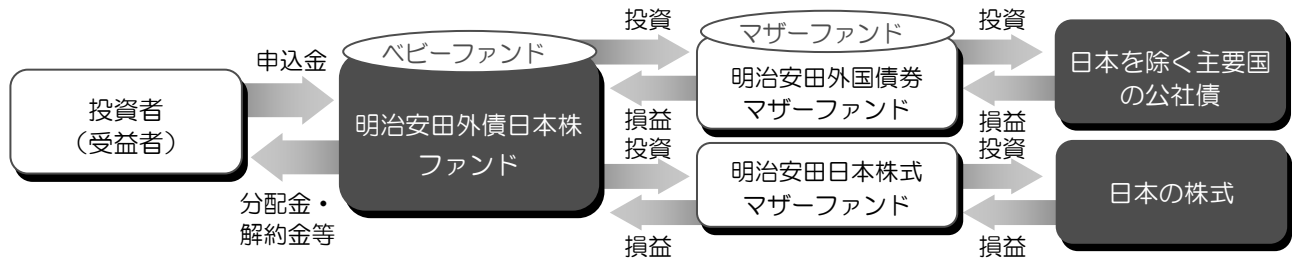 投資者
（受益者）
申込金
分配金・
解約金等
ベビーファンド
明治安田外債日本株
ファンド
投資
損益
投資
損益
マザーファンド
明治安田外国債券
マザーファンド
明治安田日本株式
マザーファンド
投資
損益
投資
損益
日本を除く主要国
の公社債
日本の株式